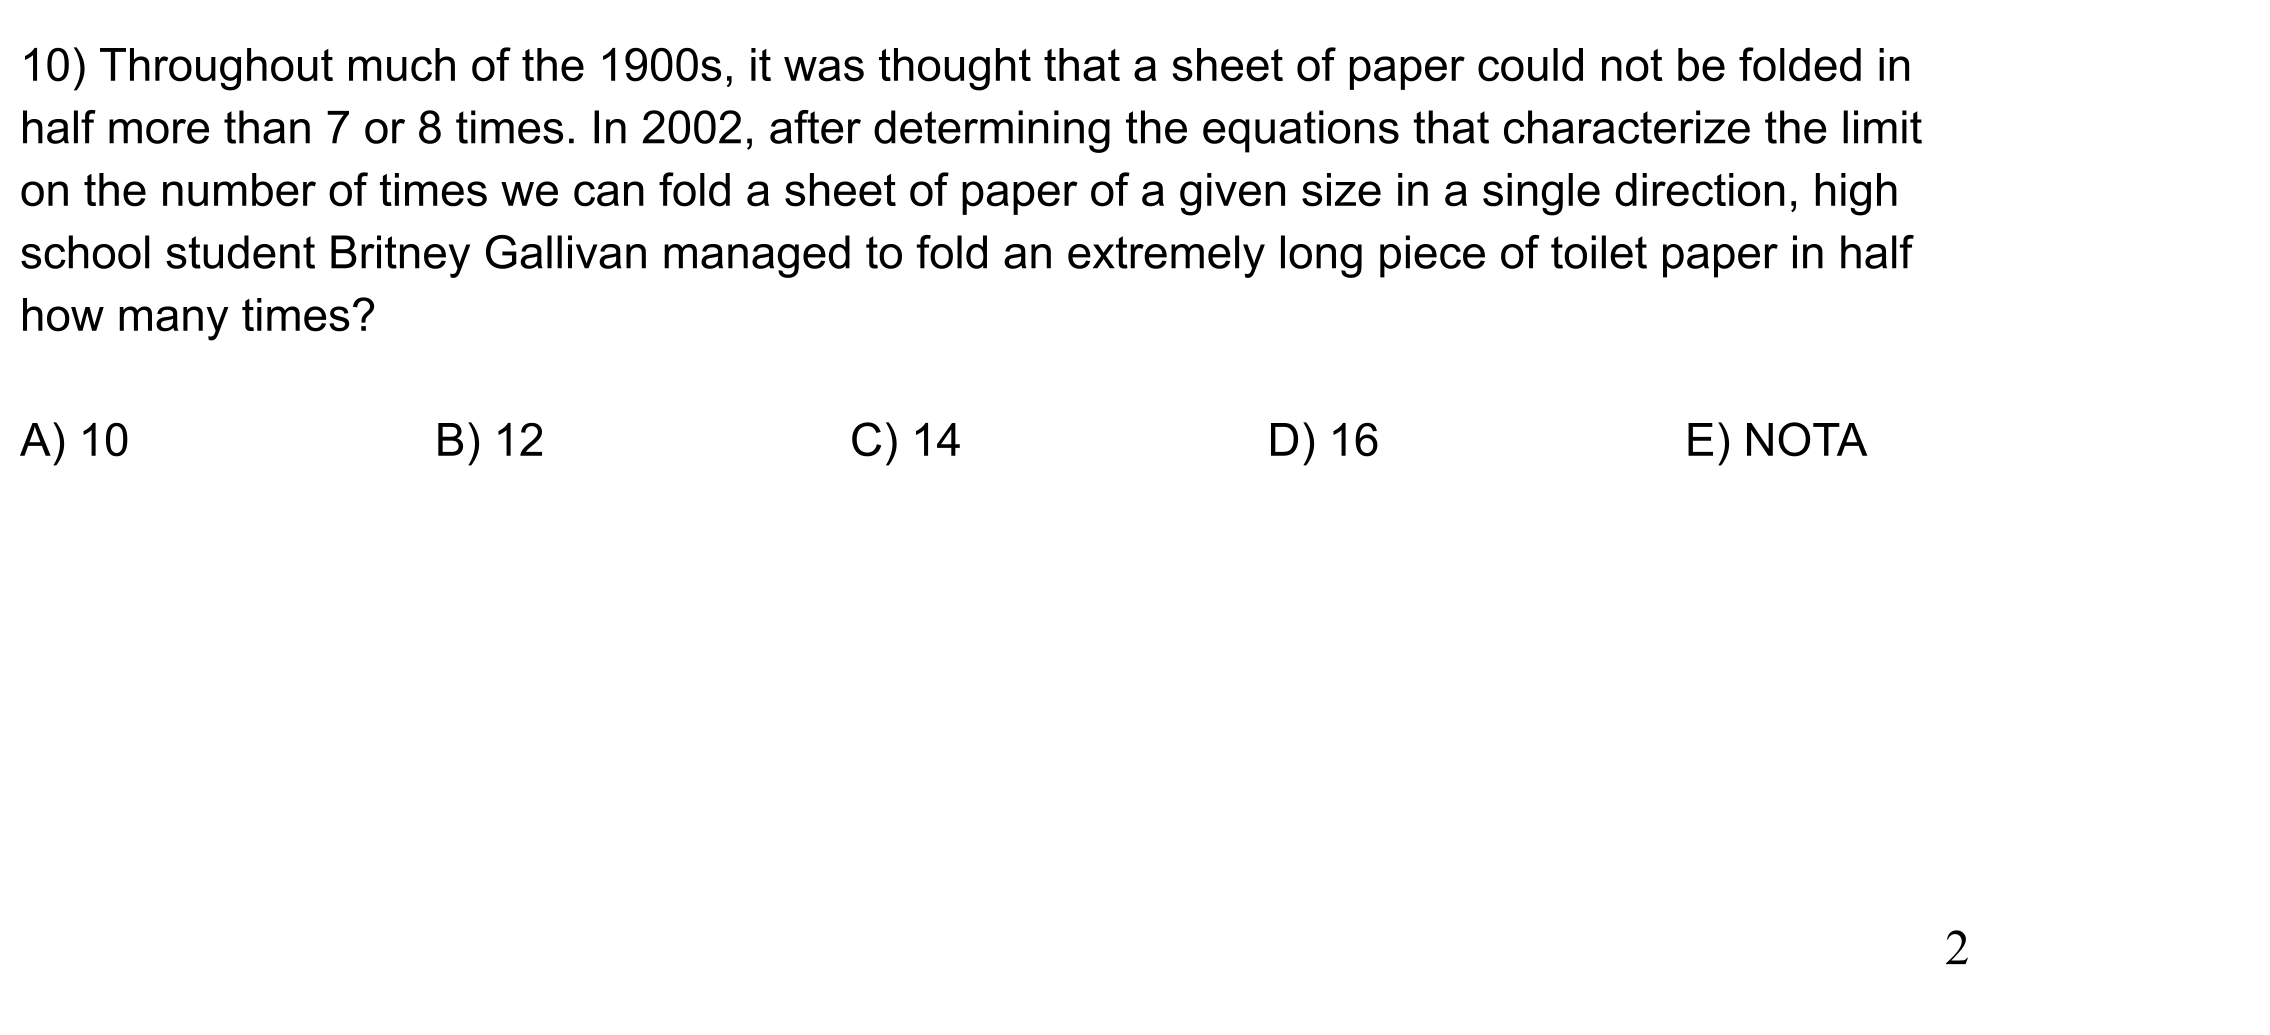 10) Throughout much of the 1900s, it was thought that a sheet of paper could not be folded in
half more than 7 or 8 times. In 2002, after determining the equations that characterize the limit
on the number of times we can fold a sheet of paper of a given size in a single direction, high
school student Britney Gallivan managed to fold an extremely long piece of toilet paper in half
how many times?
A) 10 B) 12 C) 14 D) 16 E) NOTA
2